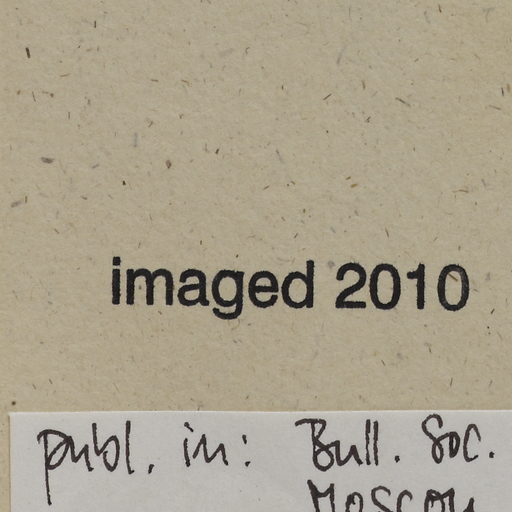 imaged 2010
publ. in: Bull. Soc.
Moscou